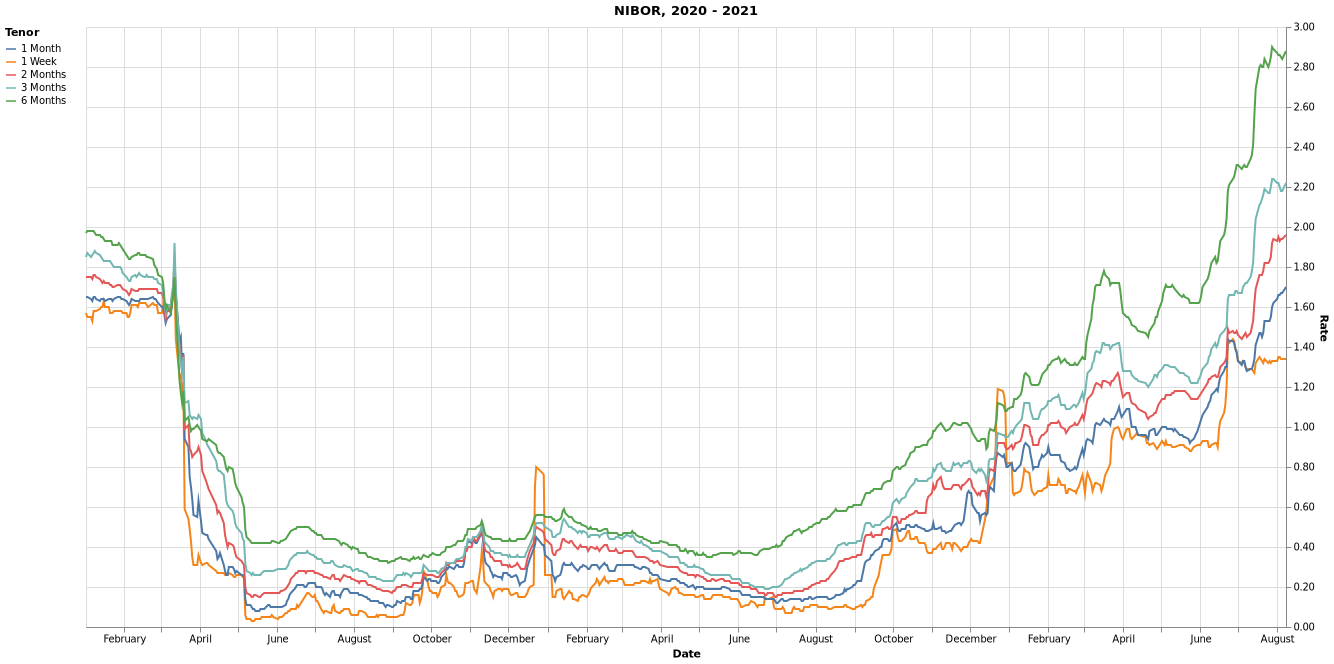 NIBOR, 2020 - 2021
Tenor
1 Month
1 Week
2 Months
3 Months
6 Months
3.00
2.80
2.60
2.40
2.20
2.00
1.80
1.60
1.40
1.20
1.00
0.80
0.60
0.40
0.20
0.00
Rate
February April June August October December February April June August October December February April June August
Date